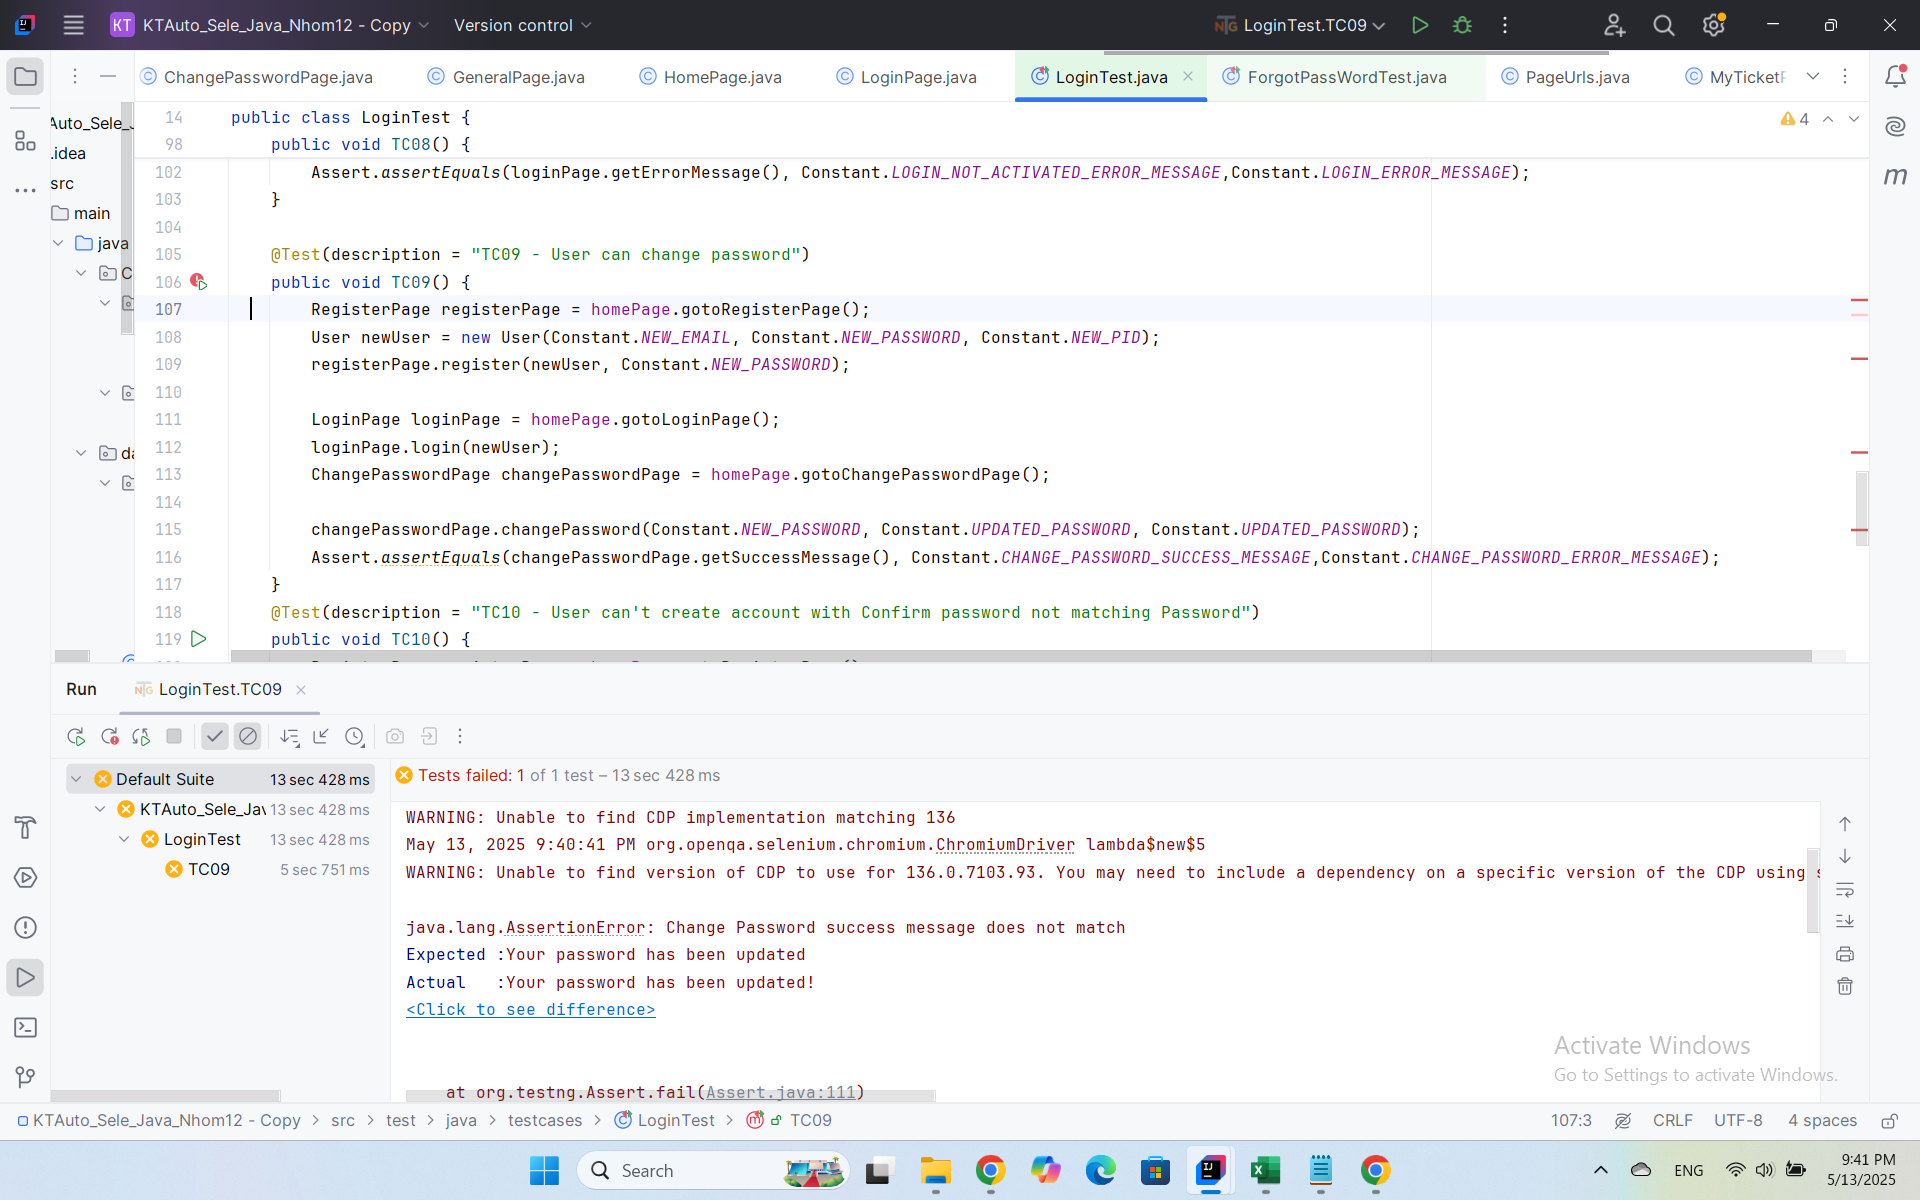 KT KTAuto_Sele_Java_Nhom12 - Copy Version control LoginTest.TC09
ChangePasswordPage.java GeneralPage.java HomePage.java LoginPage.java LoginTest.java ForgotPassWordTest.java PageUrls.java MyTicketP
14 public class LoginTest {
98 public void TC08() {
4
102 Assert.assertEquals(loginPage.getErrorMessage(), Constant.LOGIN_NOT_ACTIVATED_ERROR_MESSAGE,Constant.LOGIN_ERROR_MESSAGE);
103 }
104
105 @Test(description = "TC09 - User can change password")
106 public void TC09() {
107 RegisterPage registerPage = homePage.gotoRegisterPage();
108 User newUser = new User(Constant.NEW_EMAIL, Constant.NEW_PASSWORD, Constant.NEW_PID);
109 registerPage.register(newUser, Constant.NEW_PASSWORD);
110
111 LoginPage loginPage = homePage.gotoLoginPage();
112 loginPage.login(newUser);
113 ChangePasswordPage changePasswordPage = homePage.gotoChangePasswordPage();
114
115 changePasswordPage.changePassword(Constant.NEW_PASSWORD, Constant.UPDATED_PASSWORD, Constant.UPDATED_PASSWORD);
116 Assert.assertEquals(changePasswordPage.getSuccessMessage(), Constant.CHANGE_PASSWORD_SUCCESS_MESSAGE,Constant.CHANGE_PASSWORD_ERROR_MESSAGE);
117 }
118 @Test(description = "TC10 - User can't create account with Confirm password not matching Password")
119 public void TC10() {
Auto_Sele_J
.idea
src
main
java
C
da
m
Run LoginTest.TC09
Default Suite 13 sec 428 ms
KTAuto_Sele_Jav 13 sec 428 ms
LoginTest 13 sec 428 ms
TC09 5 sec 751 ms
Tests failed: 1 of 1 test – 13 sec 428 ms
WARNING: Unable to find CDP implementation matching 136
May 13, 2025 9:40:41 PM org.openqa.selenium.chromium.ChromiumDriver lambda$new$5
WARNING: Unable to find version of CDP to use for 136.0.7103.93. You may need to include a dependency on a specific version of the CDP using s
java.lang.AssertionError: Change Password success message does not match
Expected :Your password has been updated
Actual :Your password has been updated!
<Click to see difference>
at org.testng.Assert.fail(Assert.java:111)
Activate Windows
Go to Settings to activate Windows.
KTAuto_Sele_Java_Nhom12 - Copy > src > test > java > testcases > LoginTest > TC09 107:3 CRLF UTF-8 4 spaces
Search ENG 9:41 PM
5/13/2025